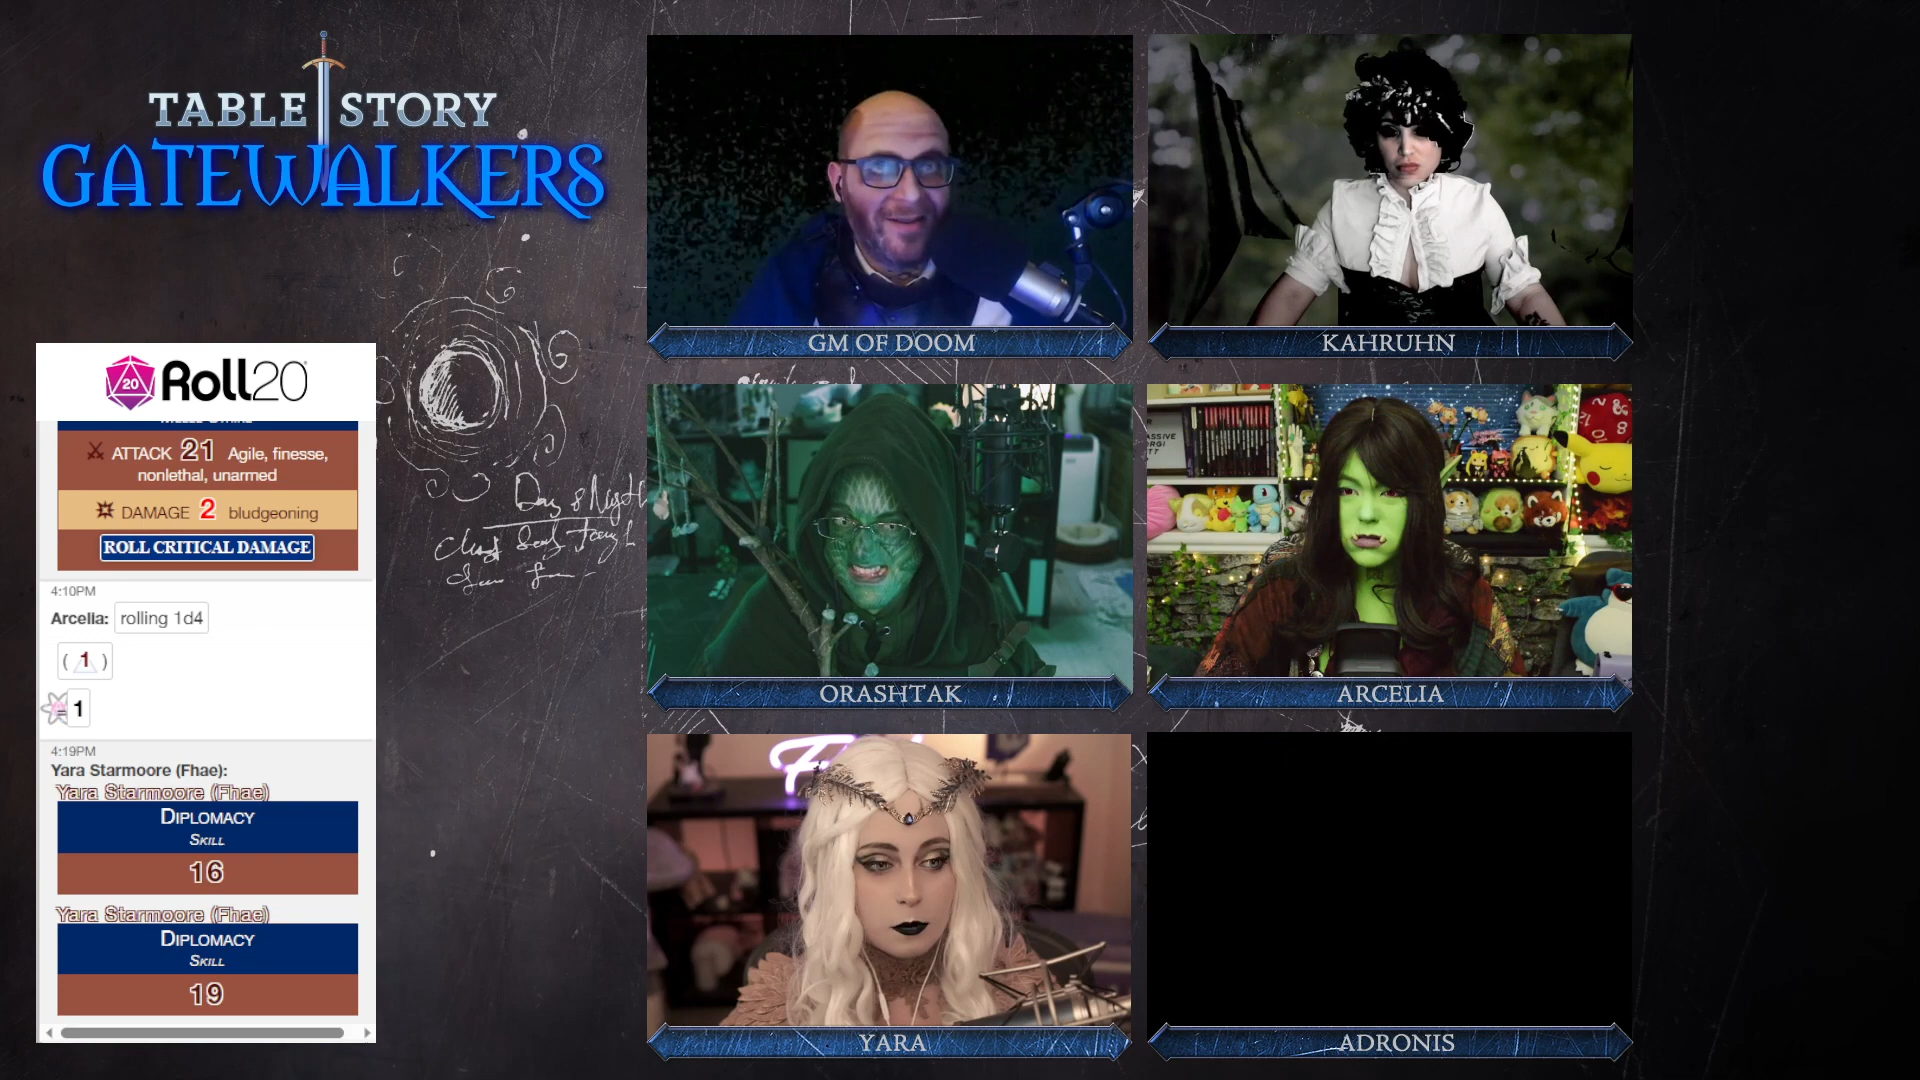 TABLE STORY
GATEWALKERS
Roll20
ATTACK 21 Agile, finesse,
nonlethal, unarmed
DAMAGE 2 bludgeoning
ROLL CRITICAL DAMAGE
4:10PM
Arcelia: rolling 1d4
( 1 )
= 1
4:19PM
Yara Starmoore (Fhae):
Yara Starmoore (Fhae)
DIPLOMACY
SKILL
16
Yara Starmoore (Fhae)
DIPLOMACY
SKILL
19
Day & Night
GM OF DOOM
KAHRUHN
ORASHTAK
ARCELIA
YARA
ADRONIS